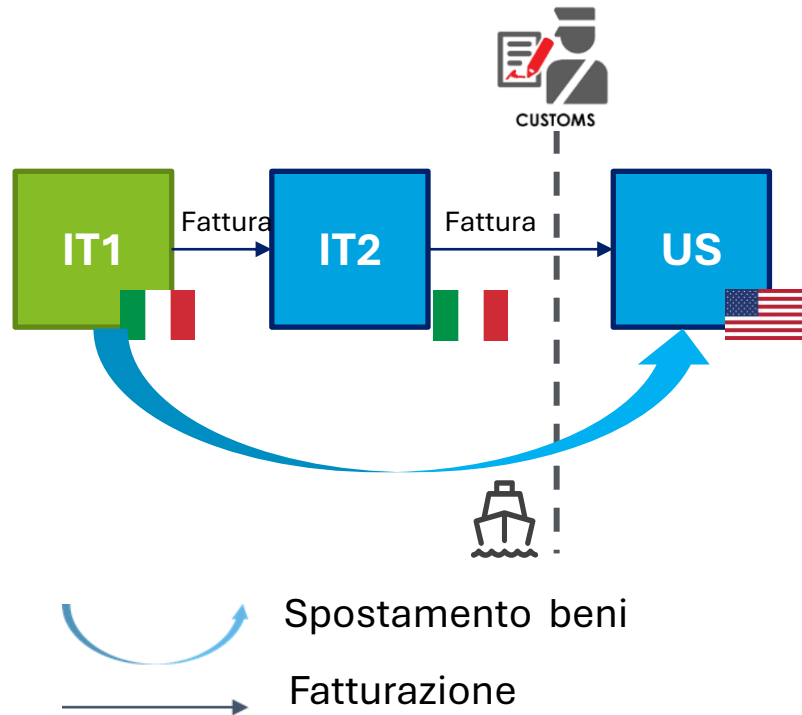 CUSTOMS
IT1
Fattura
IT2
Fattura
US
Spostamento beni
Fatturazione